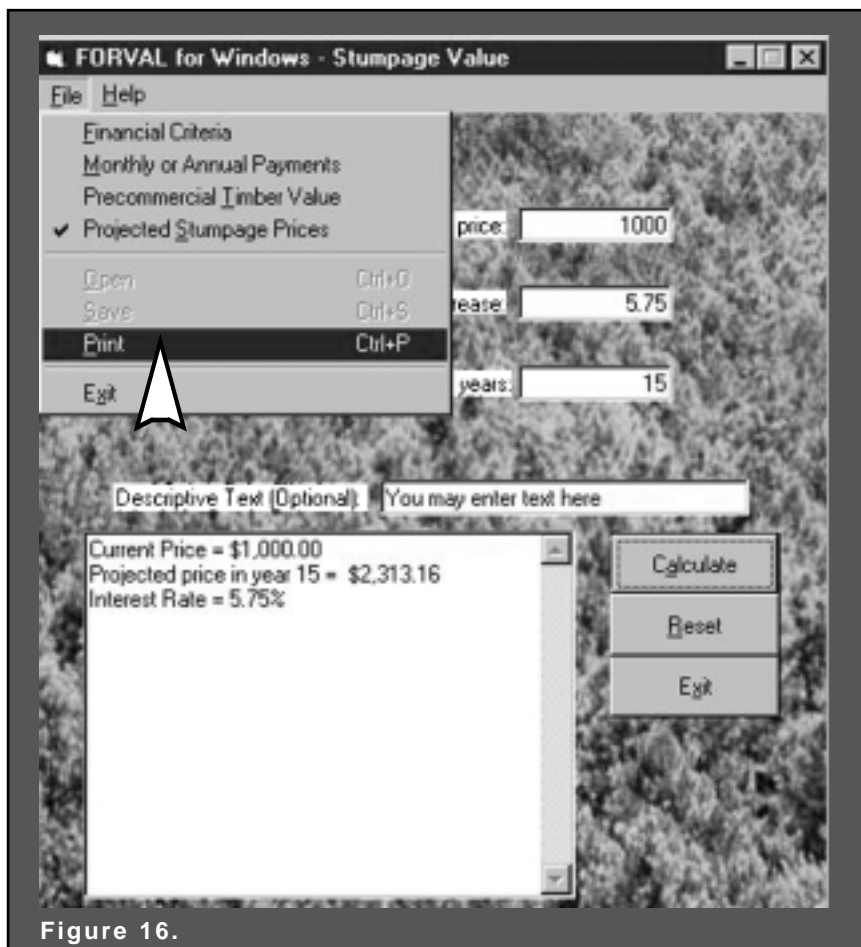 FORVAL for Windows - Stumpage Value
File Help
Financial Criteria
Monthly or Annual Payments
Precommercial Timber Value
✔ Projected Stumpage Prices
Open Ctrl+O
Save Ctrl+S
Print Ctrl+P
Exit
price: 1000
rease: 5.75
years: 15
Descriptive Text (Optional): You may enter text here
Current Price = $1,000.00
Projected price in year 15 = $2,313.16
Interest Rate = 5.75%
Calculate
Reset
Exit
Figure 16.